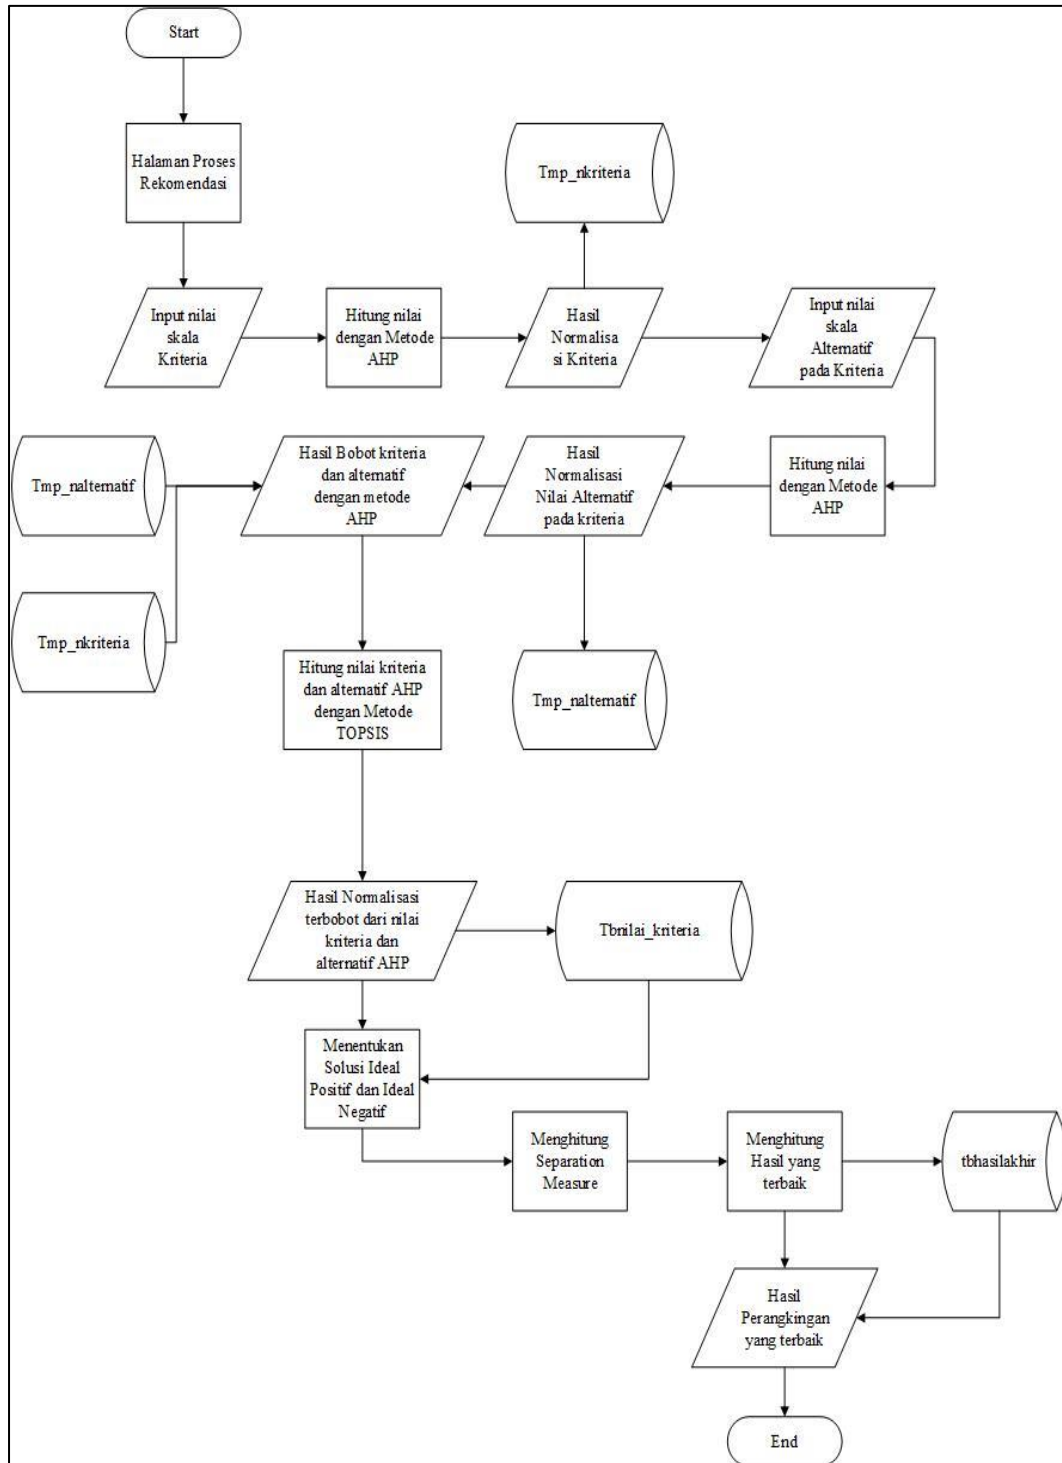 Start
Halaman Proses
Rekomendasi
Tmp_nkriteria
Input nilai
skala
Kriteria
Hitung nilai
dengan Metode
AHP
Hasil
Normalisa
si Kriteria
Input nilai
skala
Alternatif
pada Kriteria
Tmp_nalternatif
Hasil Bobot kriteria
dan alternatif
dengan metode
AHP
Hasil
Normalisasi
Nilai Alternatif
pada kriteria
Hitung nilai
dengan Metode
AHP
Tmp_nkriteria
Hitung nilai kriteria
dan alternatif AHP
dengan Metode
TOPSIS
Tmp_nalternatif
Hasil Normalisasi
terbobot dari nilai
kriteria dan
alternatif AHP
Tbnilai_kriteria
Menentukan
Solusi Ideal
Positif dan Ideal
Negatif
Menghitung
Separation
Measure
Menghitung
Hasil yang
terbaik
tbhasilakhir
Hasil
Perangkingan
yang terbaik
End